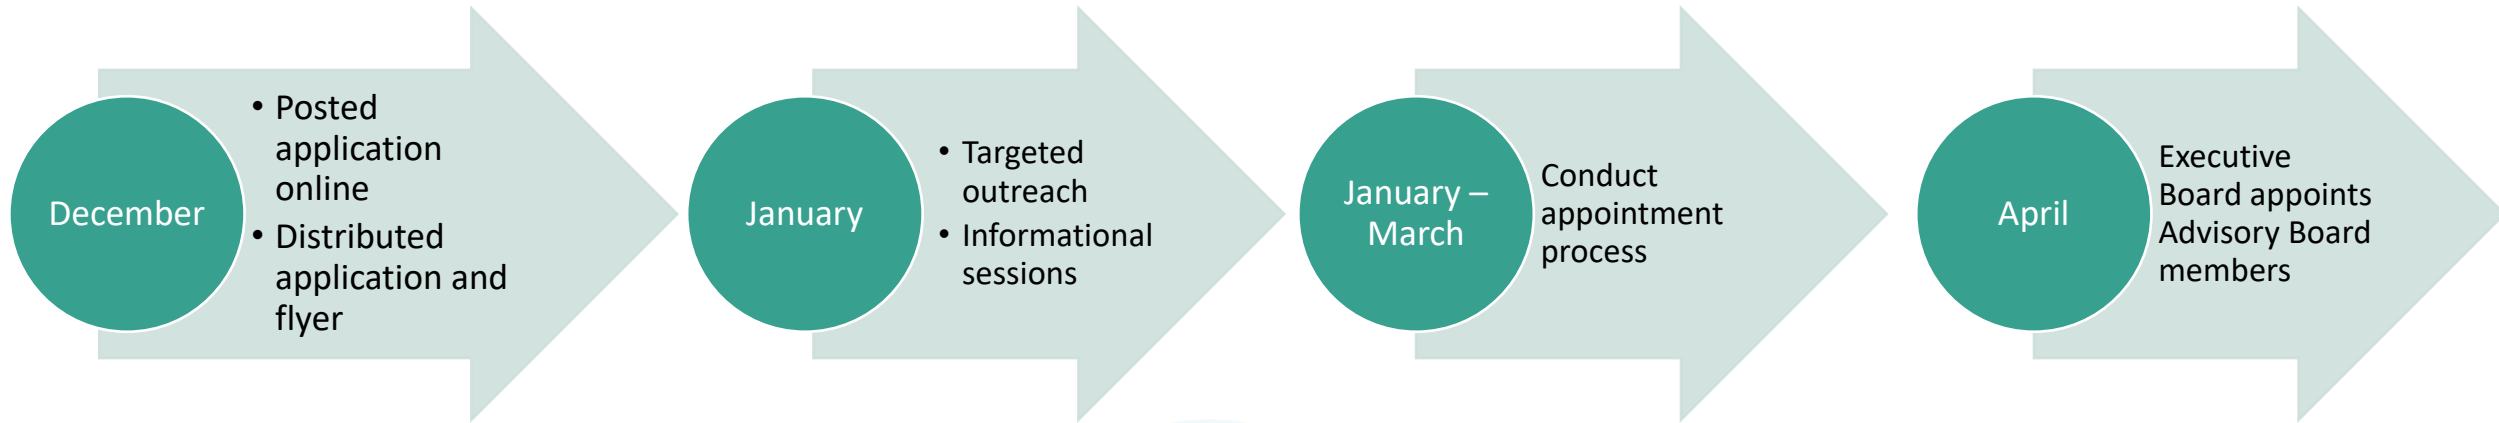 December
• Posted
application
online
• Distributed
application and
flyer
January
• Targeted
outreach
• Informational
sessions
January –
March
Conduct
appointment
process
April
Executive
Board appoints
Advisory Board
members